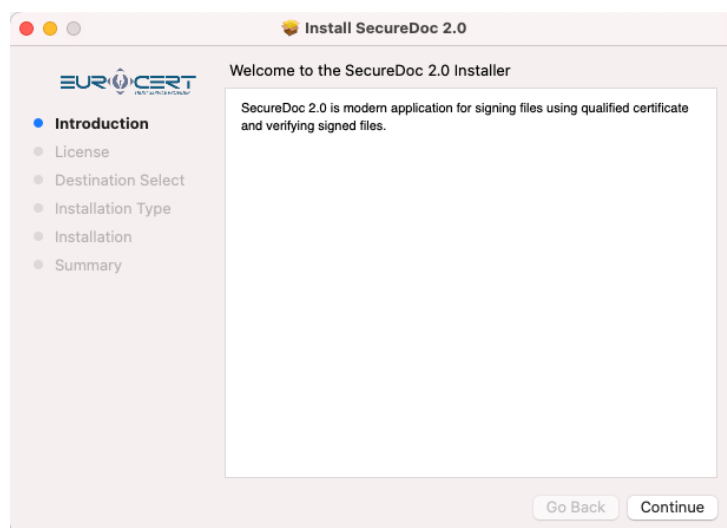 Install SecureDoc 2.0
EUROCERT
Welcome to the SecureDoc 2.0 Installer
Introduction
License
Destination Select
Installation Type
Installation
Summary
SecureDoc 2.0 is modern application for signing files using qualified certificate
and verifying signed files.
Go Back
Continue